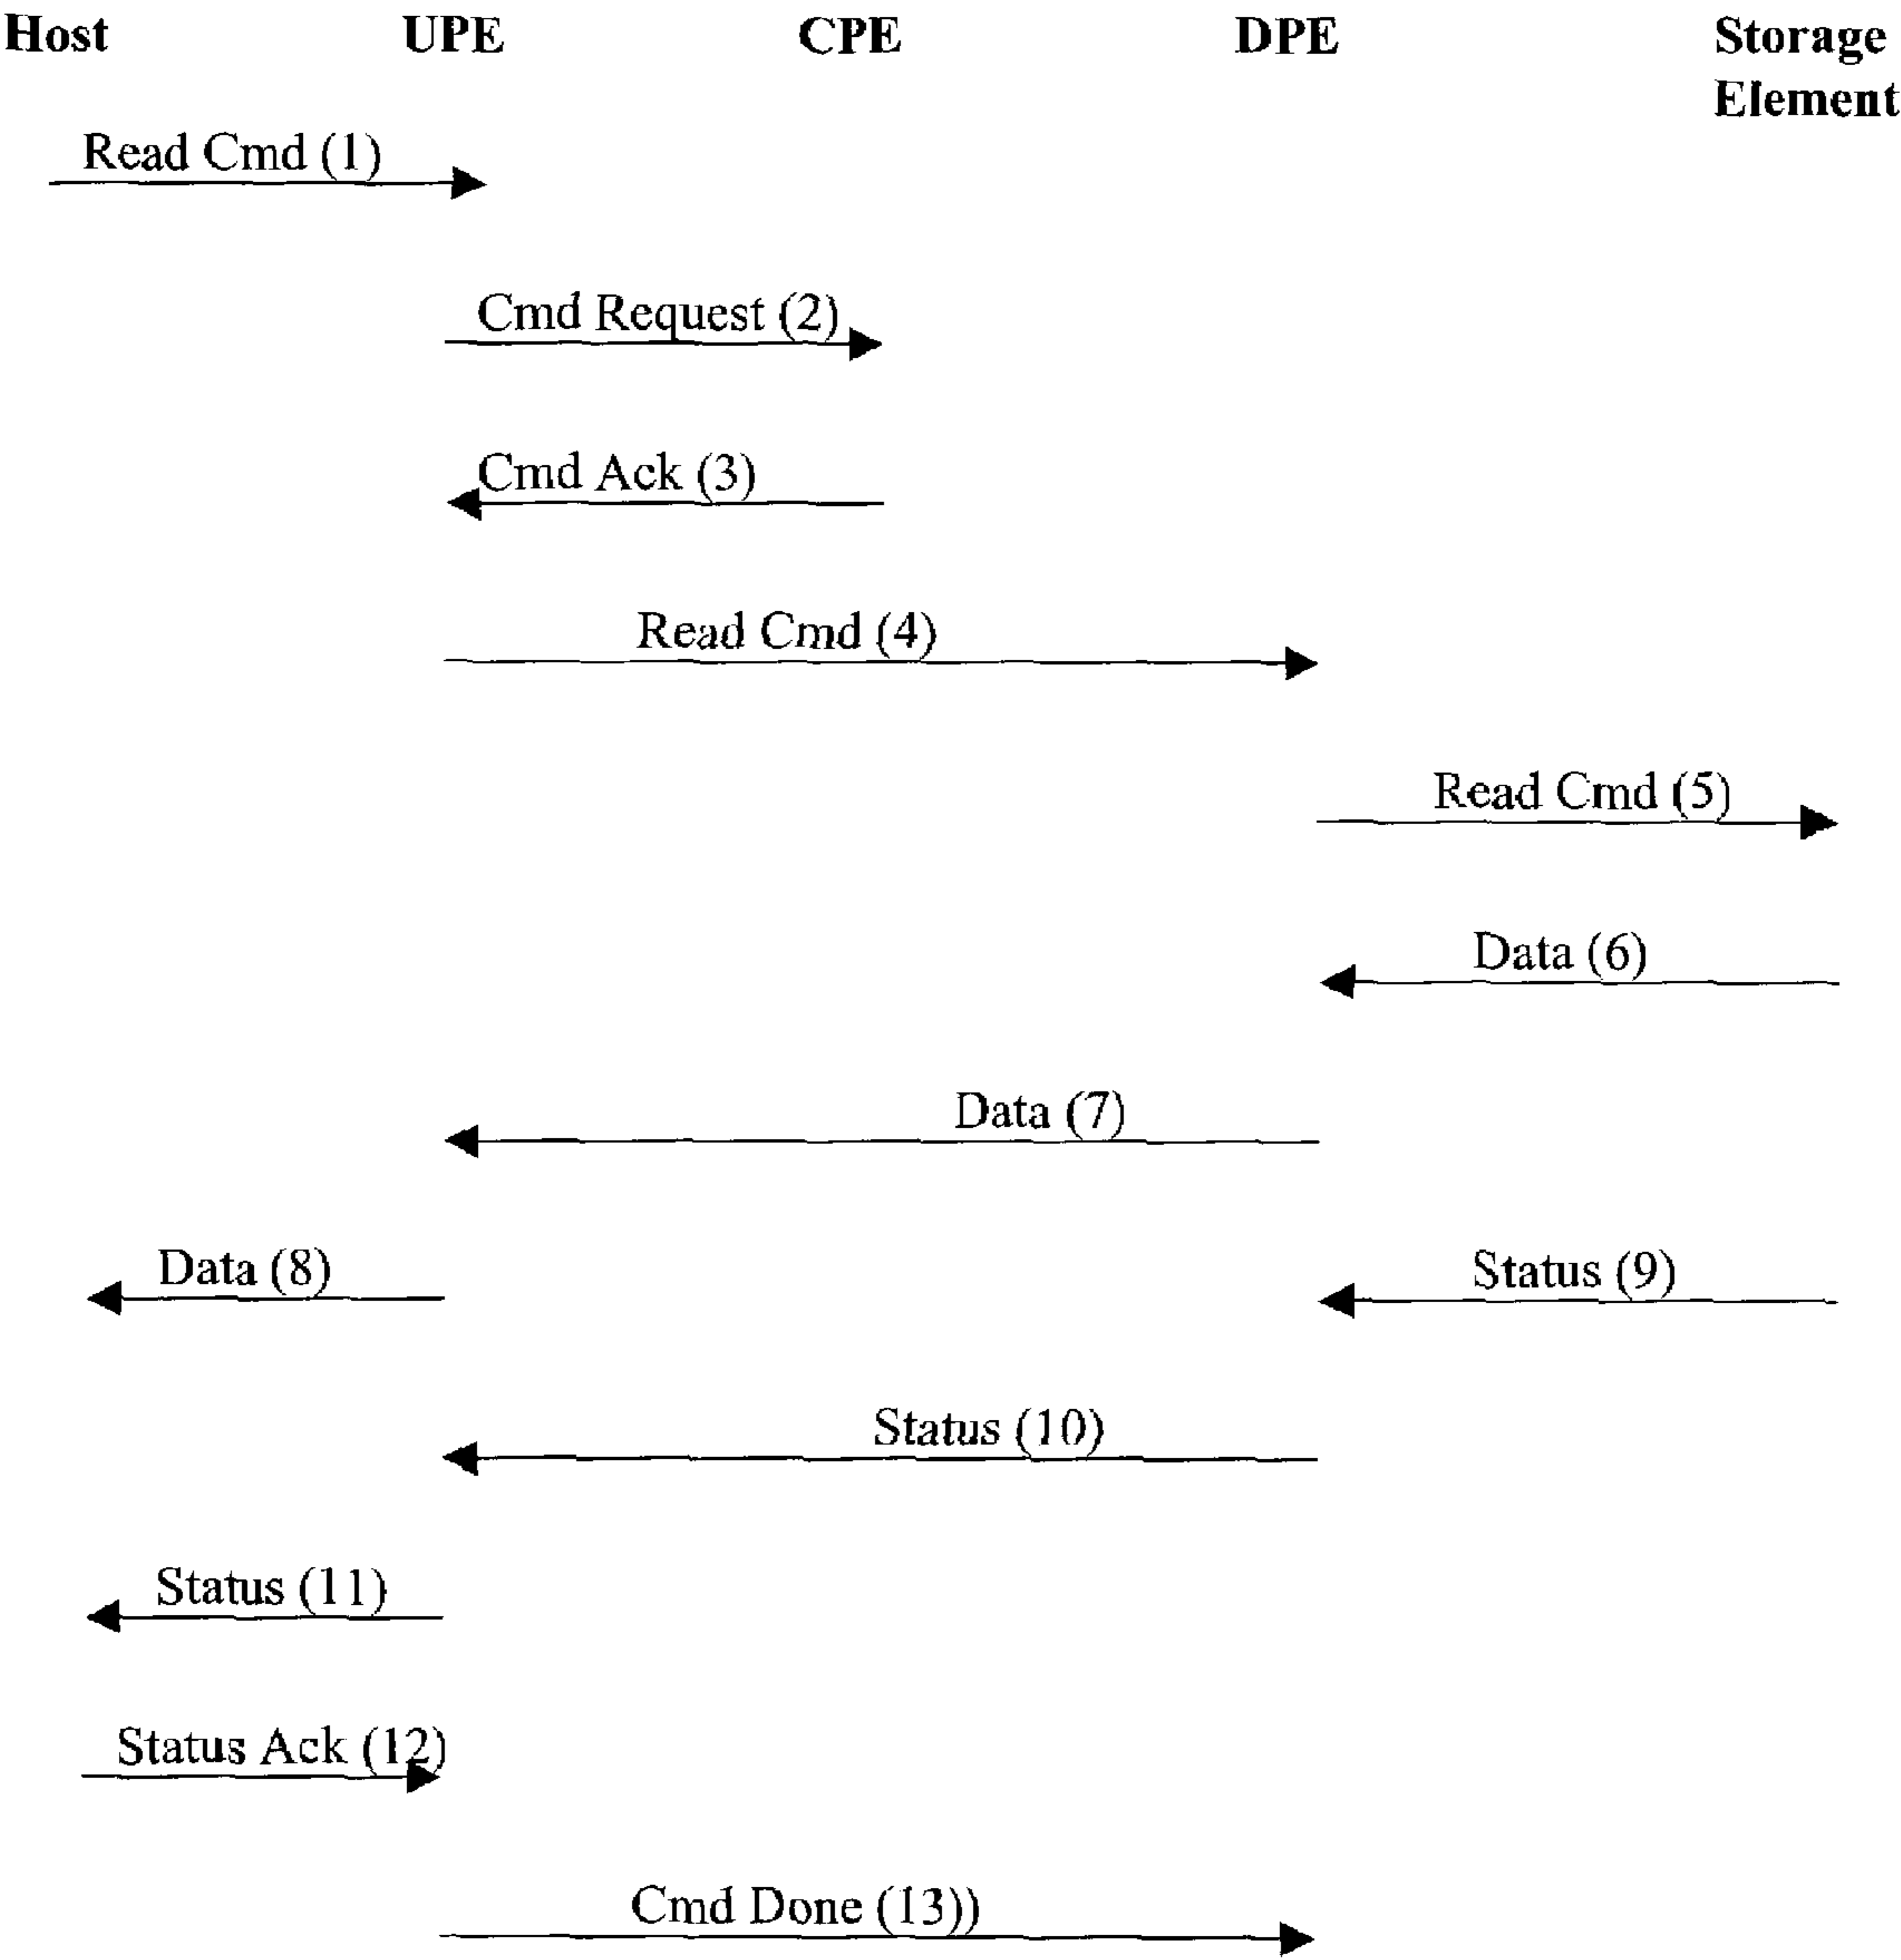 Host UPE CPE DPE Storage
Element
Read Cmd (1)
Cmd Request (2)
Cmd Ack (3)
Read Cmd (4)
Read Cmd (5)
Data (6)
Data (7)
Data (8) Status (9)
Status (10)
Status (11)
Status Ack (12)
Cmd Done (13))